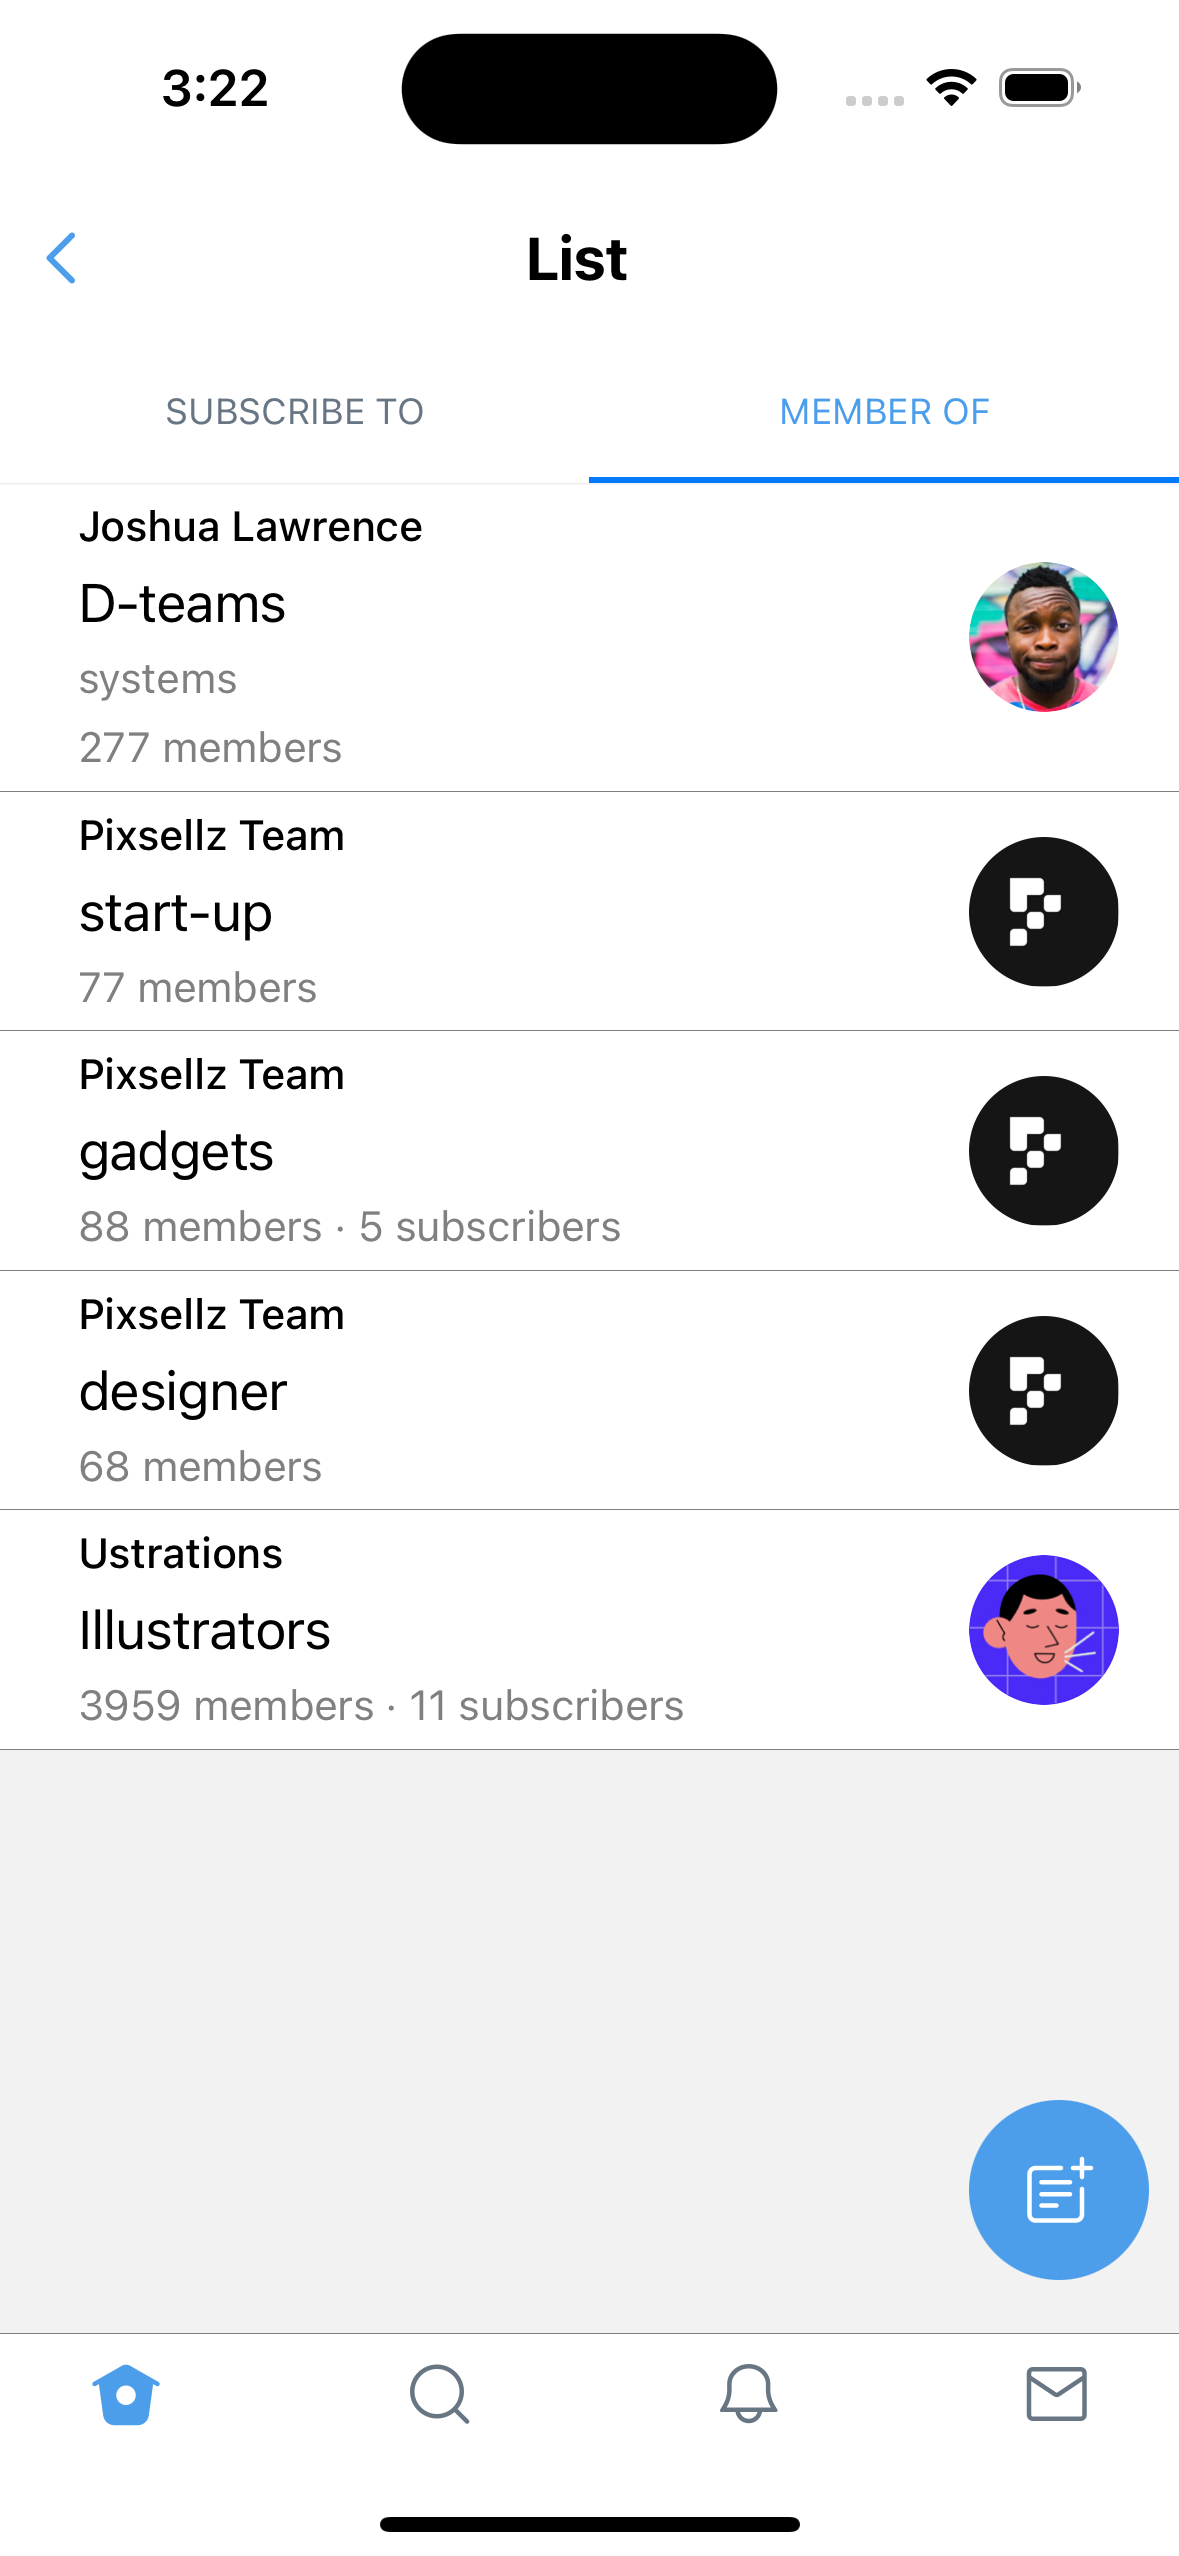 3:22
List
SUBSCRIBE TO
MEMBER OF
Joshua Lawrence
D-teams
systems
277 members
Pixsellz Team
start-up
77 members
Pixsellz Team
gadgets
88 members · 5 subscribers
Pixsellz Team
designer
68 members
Ustrations
Illustrators
3959 members · 11 subscribers